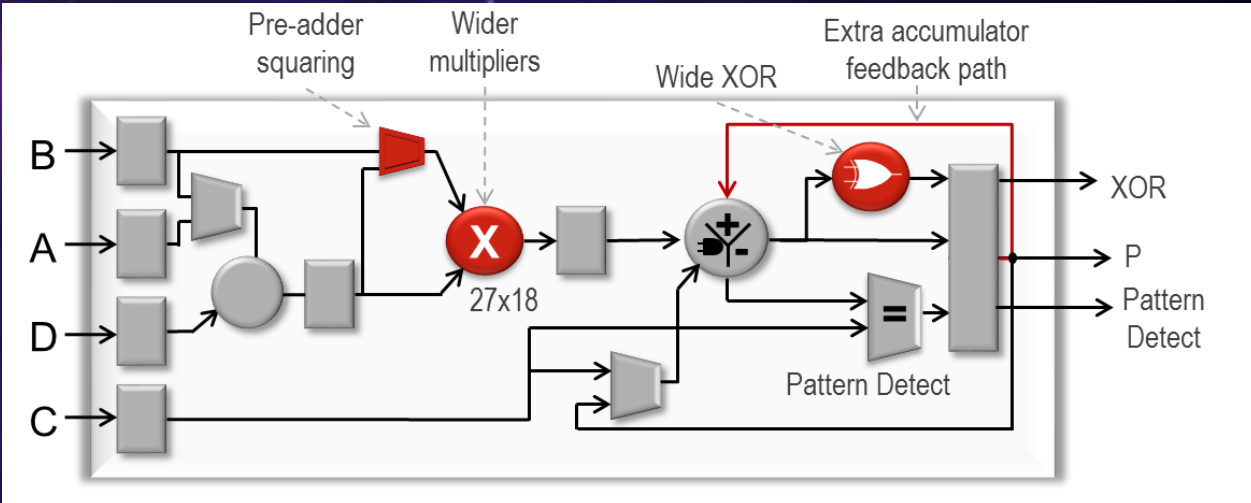 Pre-adder
squaring
Wider
multipliers
Wide XOR
Extra accumulator
feedback path
B
A
D
C
X
27x18
+
-
=
Pattern Detect
XOR
P
Pattern
Detect